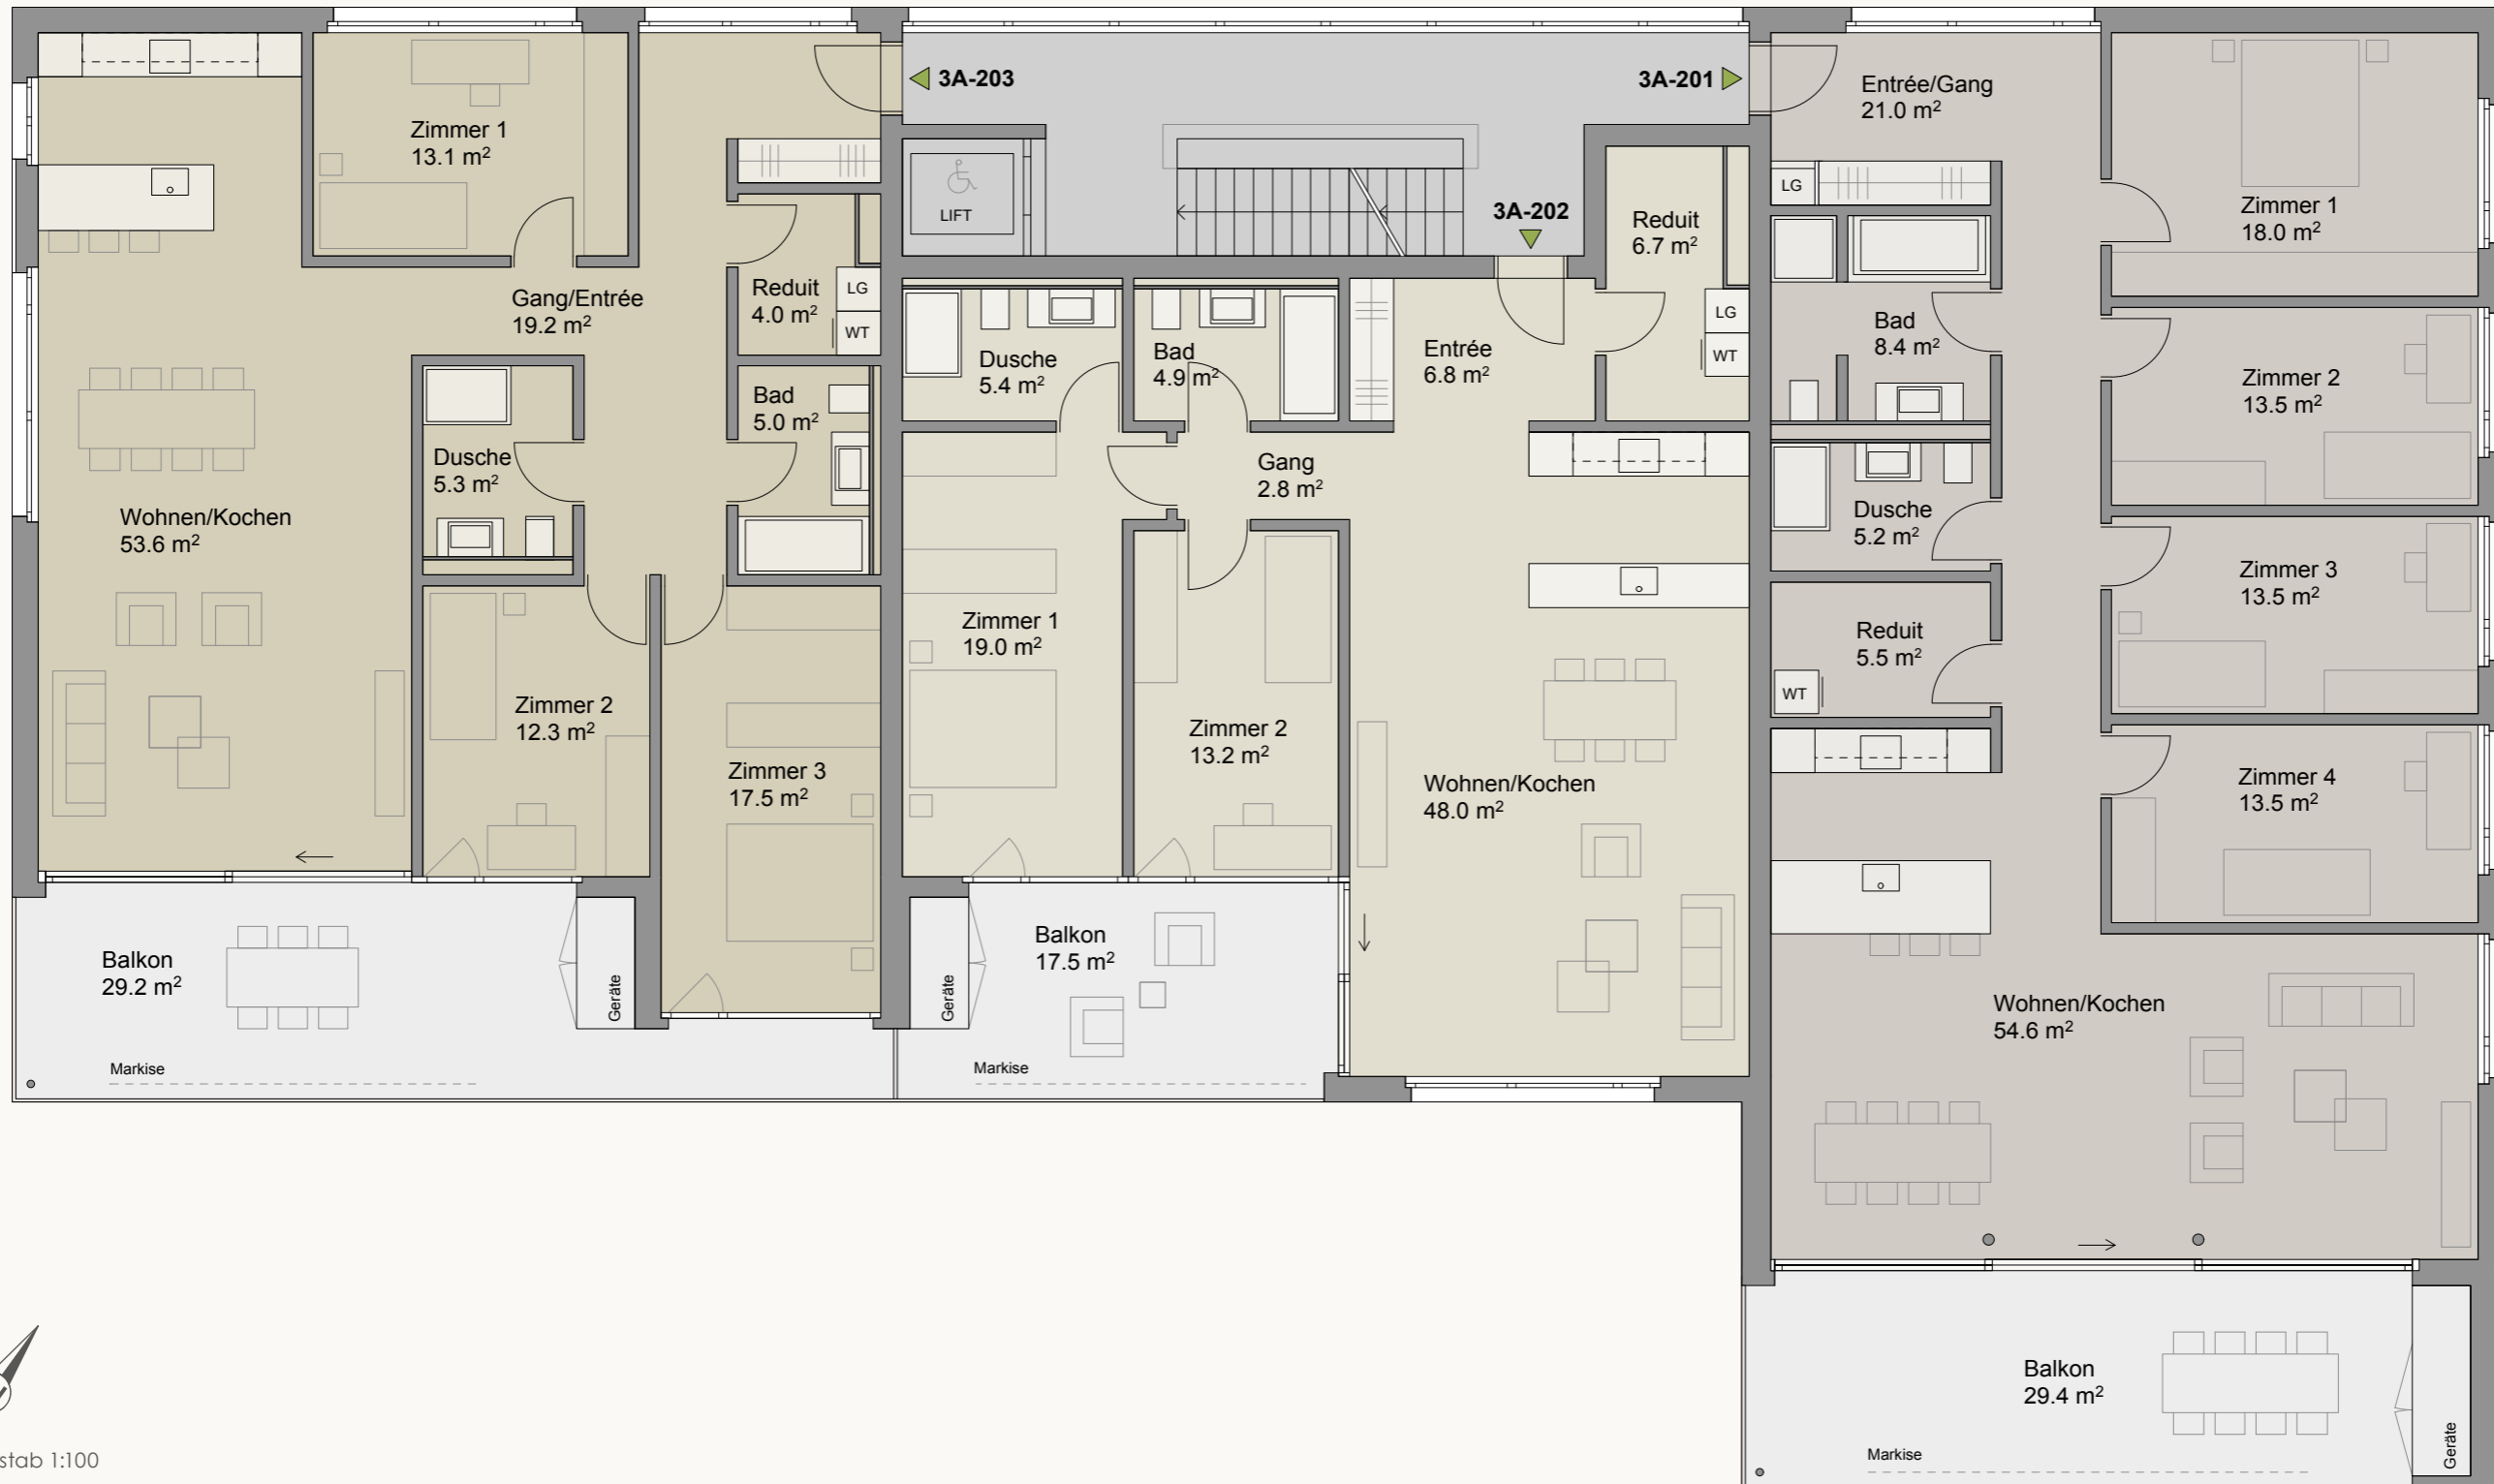 3A-203
3A-201
3A-202
LIFT
Zimmer 1
13.1 m²
Gang/Entrée
19.2 m²
Reduit
4.0 m²
LG
WT
Bad
5.0 m²
Dusche
5.3 m²
Wohnen/Kochen
53.6 m²
Zimmer 2
12.3 m²
Zimmer 3
17.5 m²
Balkon
29.2 m²
Geräte
Markise
Dusche
5.4 m²
Bad
4.9 m²
Entrée
6.8 m²
Reduit
6.7 m²
LG
WT
Gang
2.8 m²
Zimmer 1
19.0 m²
Zimmer 2
13.2 m²
Wohnen/Kochen
48.0 m²
Balkon
17.5 m²
Geräte
Markise
Entrée/Gang
21.0 m²
LG
Zimmer 1
18.0 m²
Bad
8.4 m²
Zimmer 2
13.5 m²
Dusche
5.2 m²
Zimmer 3
13.5 m²
Reduit
5.5 m²
WT
Zimmer 4
13.5 m²
Wohnen/Kochen
54.6 m²
Balkon
29.4 m²
Geräte
Markise
stab 1:100